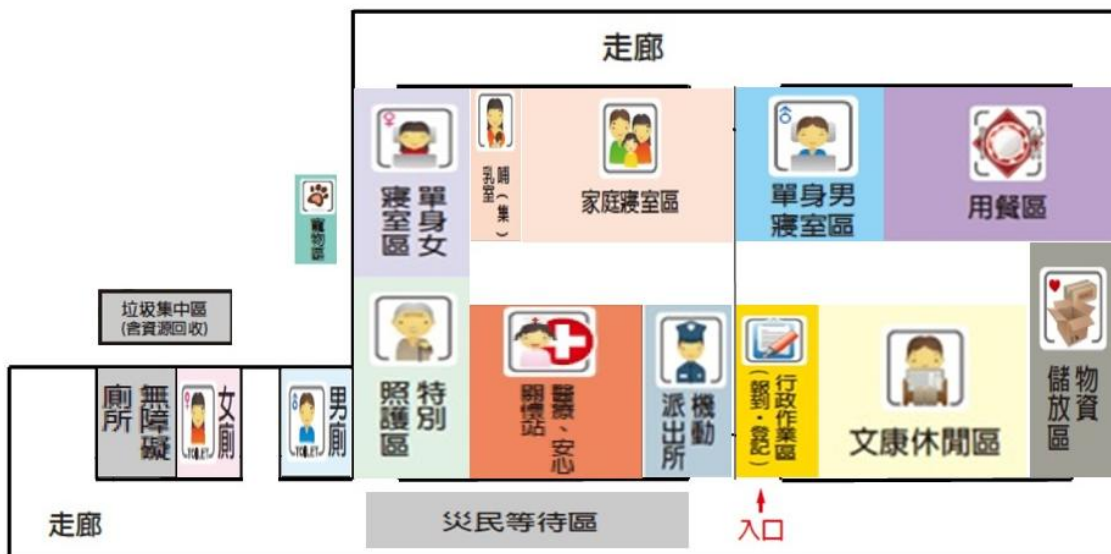 走廊
單身女
寢室區
哺（集）
乳室
家庭寢室區
單身男
寢室區
用餐區
寵物區
垃圾集中區
(含資源回收)
特別
照護區
醫療、安心
關懷站
機動
派出所
行政作業區
（報到・登記）
文康休閒區
物資
儲放區
無障礙
廁所
女廁
TOILET
男廁
TOILET
走廊
災民等待區
入口